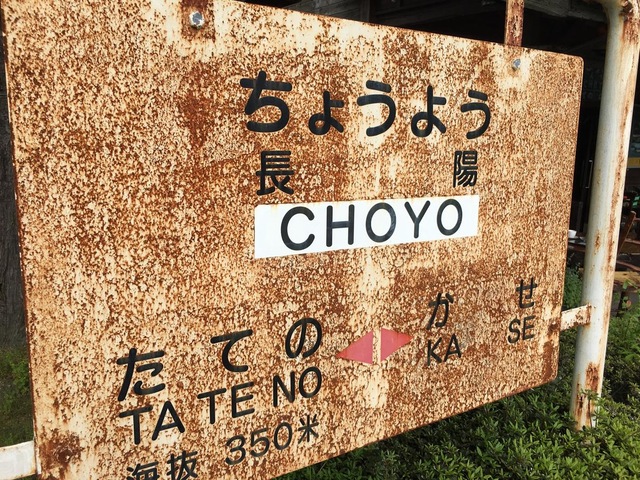 ちょうよう
長 陽
CHOYO
たての かせ
TATENO KASE
海抜 350米